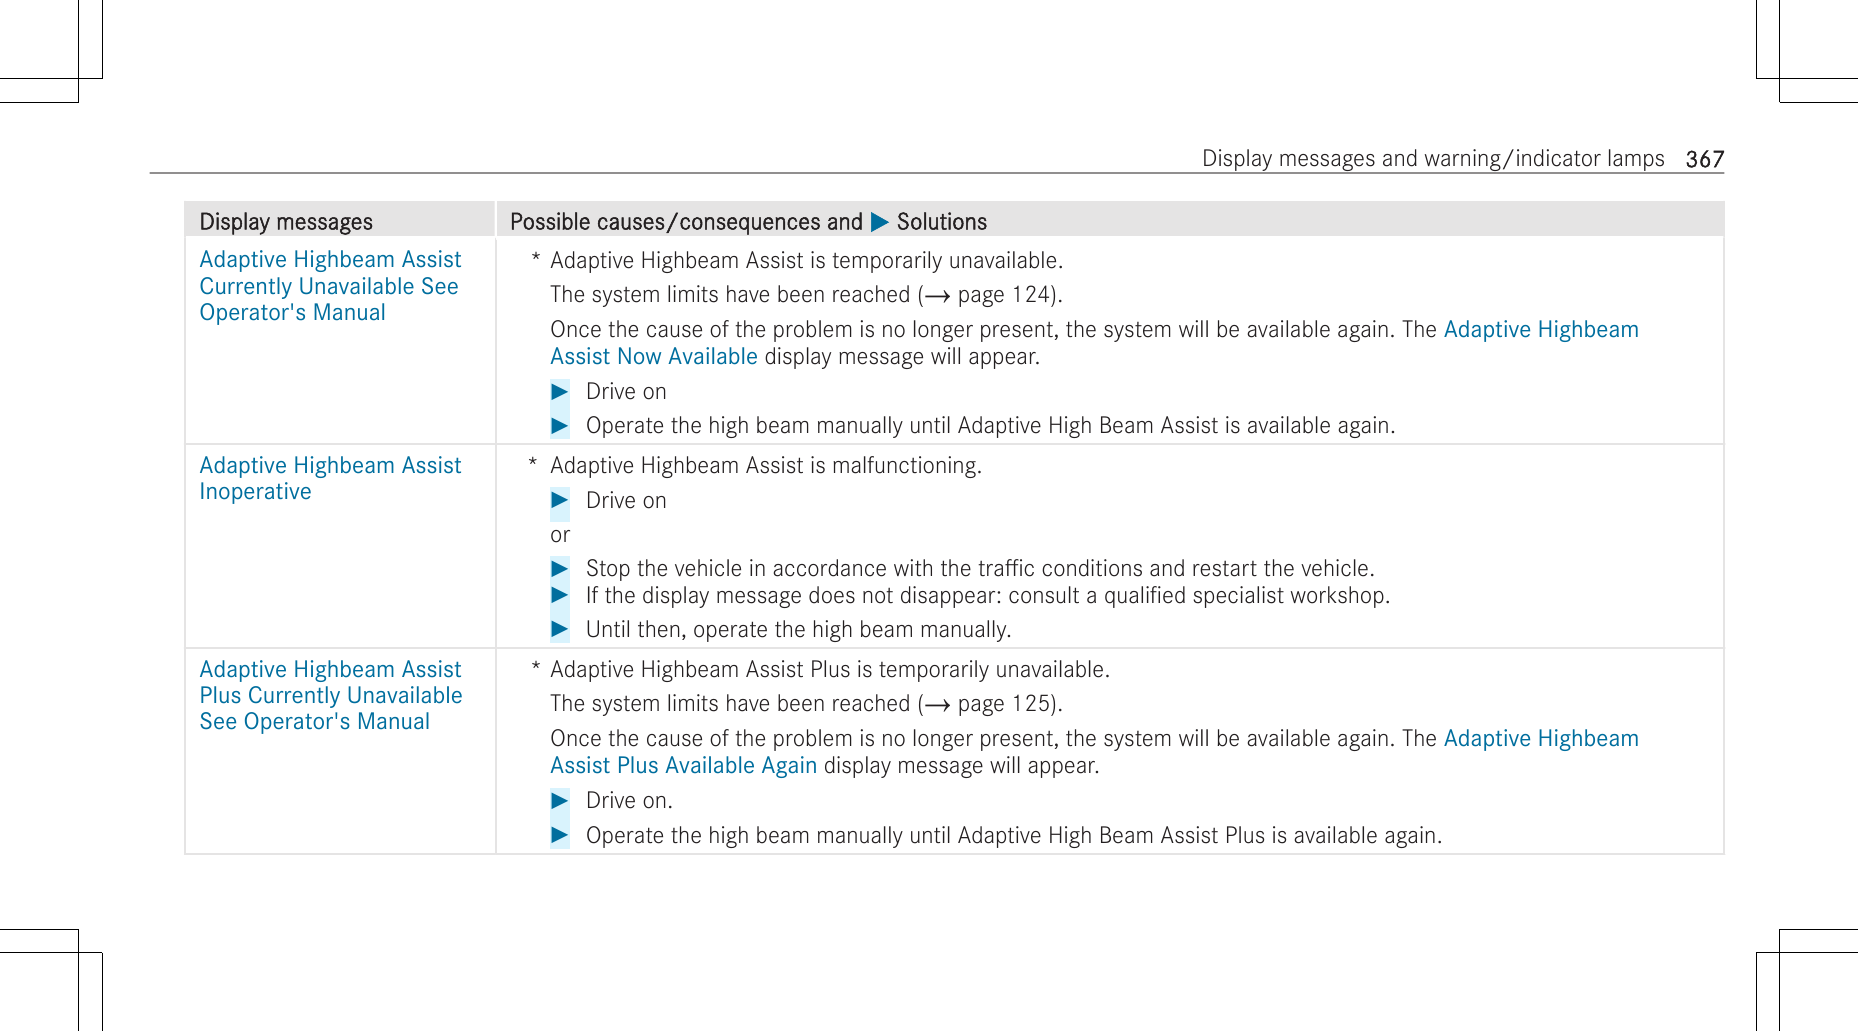 Display messages and warning/indicator lamps 367
Display messages
Possible causes/consequences and ▶ Solutions
Adaptive Highbeam Assist
Currently Unavailable See
Operator's Manual
* Adaptive Highbeam Assist is temporarily unavailable.
The system limits have been reached (→ page 124).
Once the cause of the problem is no longer present, the system will be available again. The Adaptive Highbeam
Assist Now Available display message will appear.
▶ Drive on
▶ Operate the high beam manually until Adaptive High Beam Assist is available again.
Adaptive Highbeam Assist
Inoperative
* Adaptive Highbeam Assist is malfunctioning.
▶ Drive on
or
▶ Stop the vehicle in accordance with the traffic conditions and restart the vehicle.
▶ If the display message does not disappear: consult a qualified specialist workshop.
▶ Until then, operate the high beam manually.
Adaptive Highbeam Assist
Plus Currently Unavailable
See Operator's Manual
* Adaptive Highbeam Assist Plus is temporarily unavailable.
The system limits have been reached (→ page 125).
Once the cause of the problem is no longer present, the system will be available again. The Adaptive Highbeam
Assist Plus Available Again display message will appear.
▶ Drive on.
▶ Operate the high beam manually until Adaptive High Beam Assist Plus is available again.